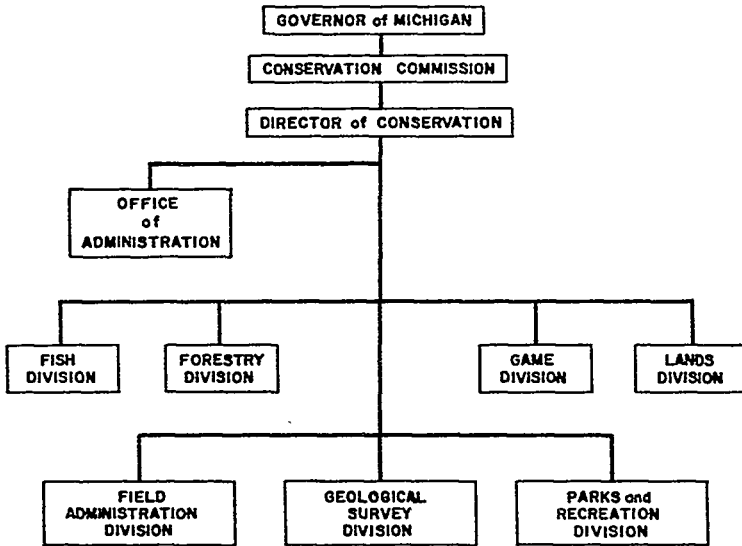 GOVERNOR of MICHIGAN
CONSERVATION COMMISSION
DIRECTOR of CONSERVATION
OFFICE
of
ADMINISTRATION
FISH
DIVISION
FORESTRY
DIVISION
GAME
DIVISION
LANDS
DIVISION
FIELD
ADMINISTRATION
DIVISION
GEOLOGICAL
SURVEY
DIVISION
PARKS and
RECREATION
DIVISION